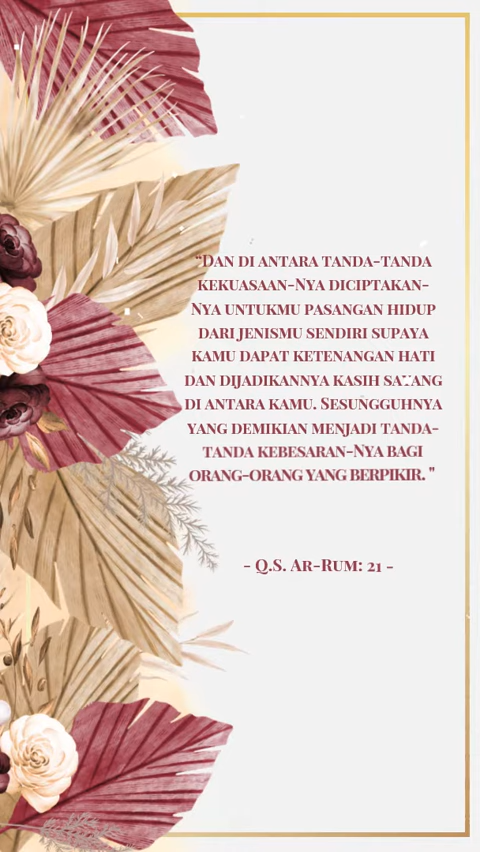 “Dan di antara tanda-tanda
kekuasaan-Nya diciptakan-
Nya untukmu pasangan hidup
dari jenismu sendiri supaya
kamu dapat ketenangan hati
dan dijadikannya kasih sayang
di antara kamu. Sesungguhnya
yang demikian menjadi tanda-
tanda kebesaran-Nya bagi
orang-orang yang berpikir. "
- Q.S. Ar-Rum: 21 -